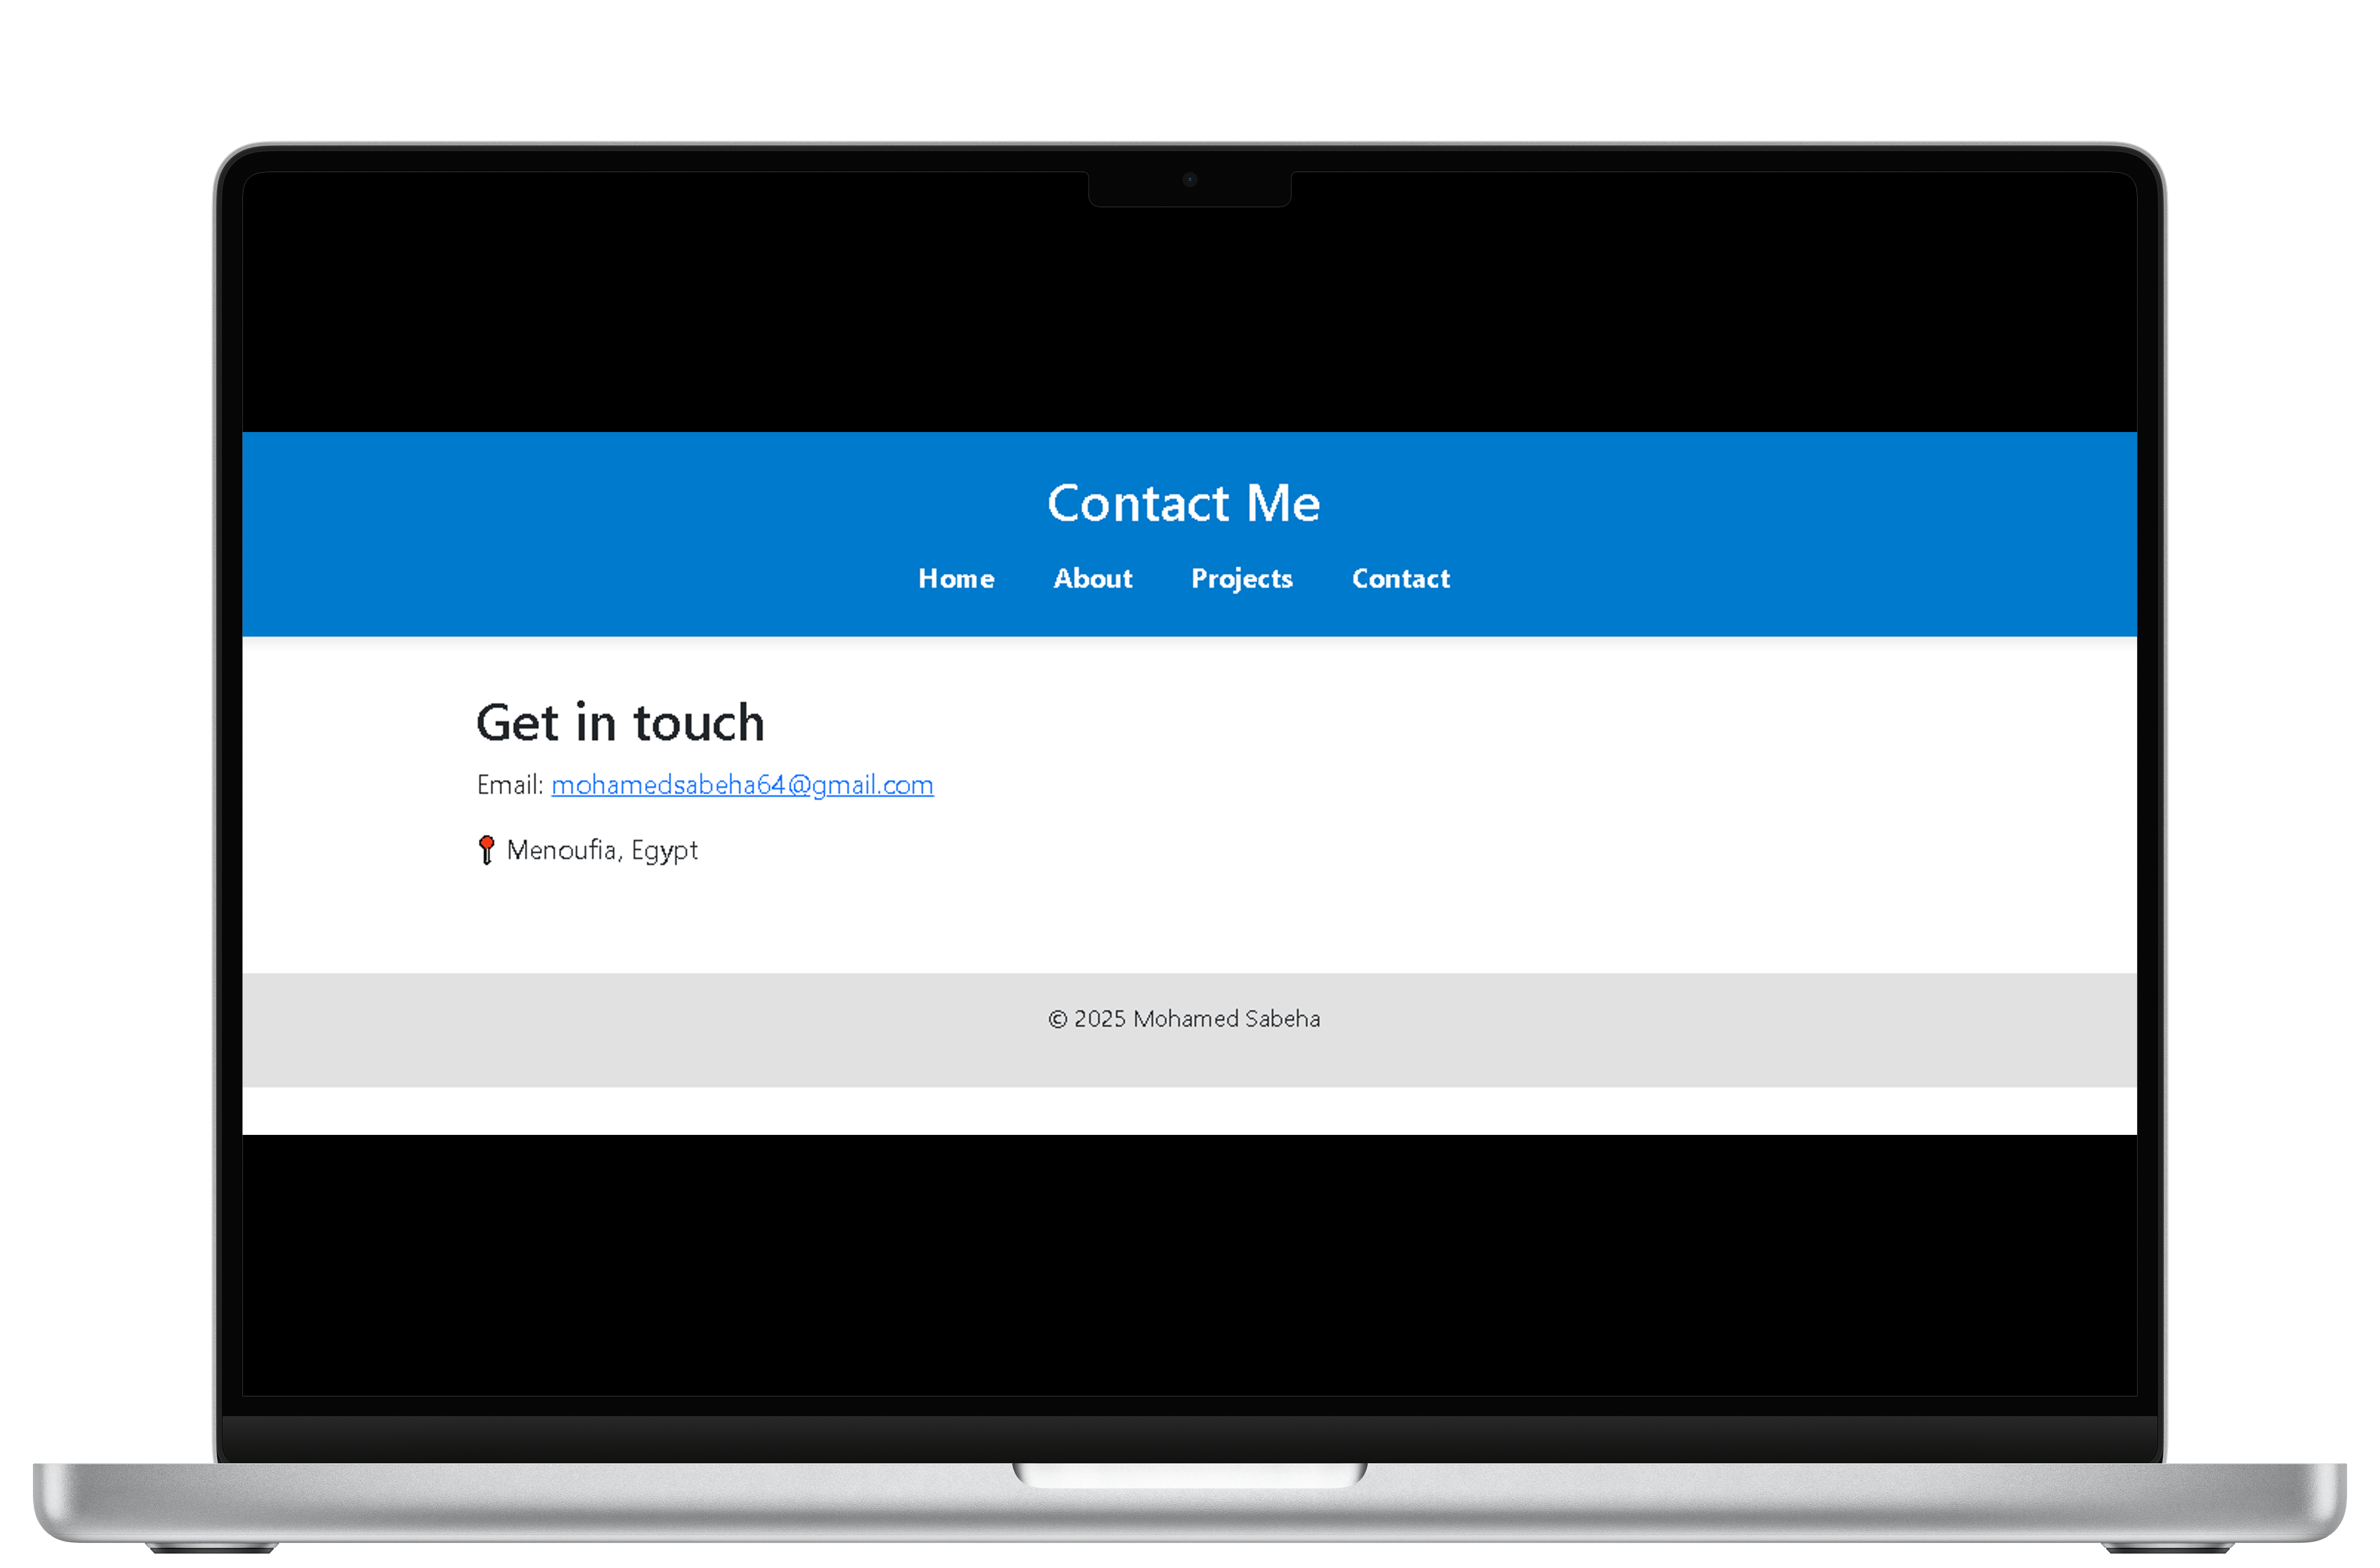 Contact Me
Home About Projects Contact
Get in touch
Email: mohamedsabeha64@gmail.com
📍 Menoufia, Egypt
© 2025 Mohamed Sabeha